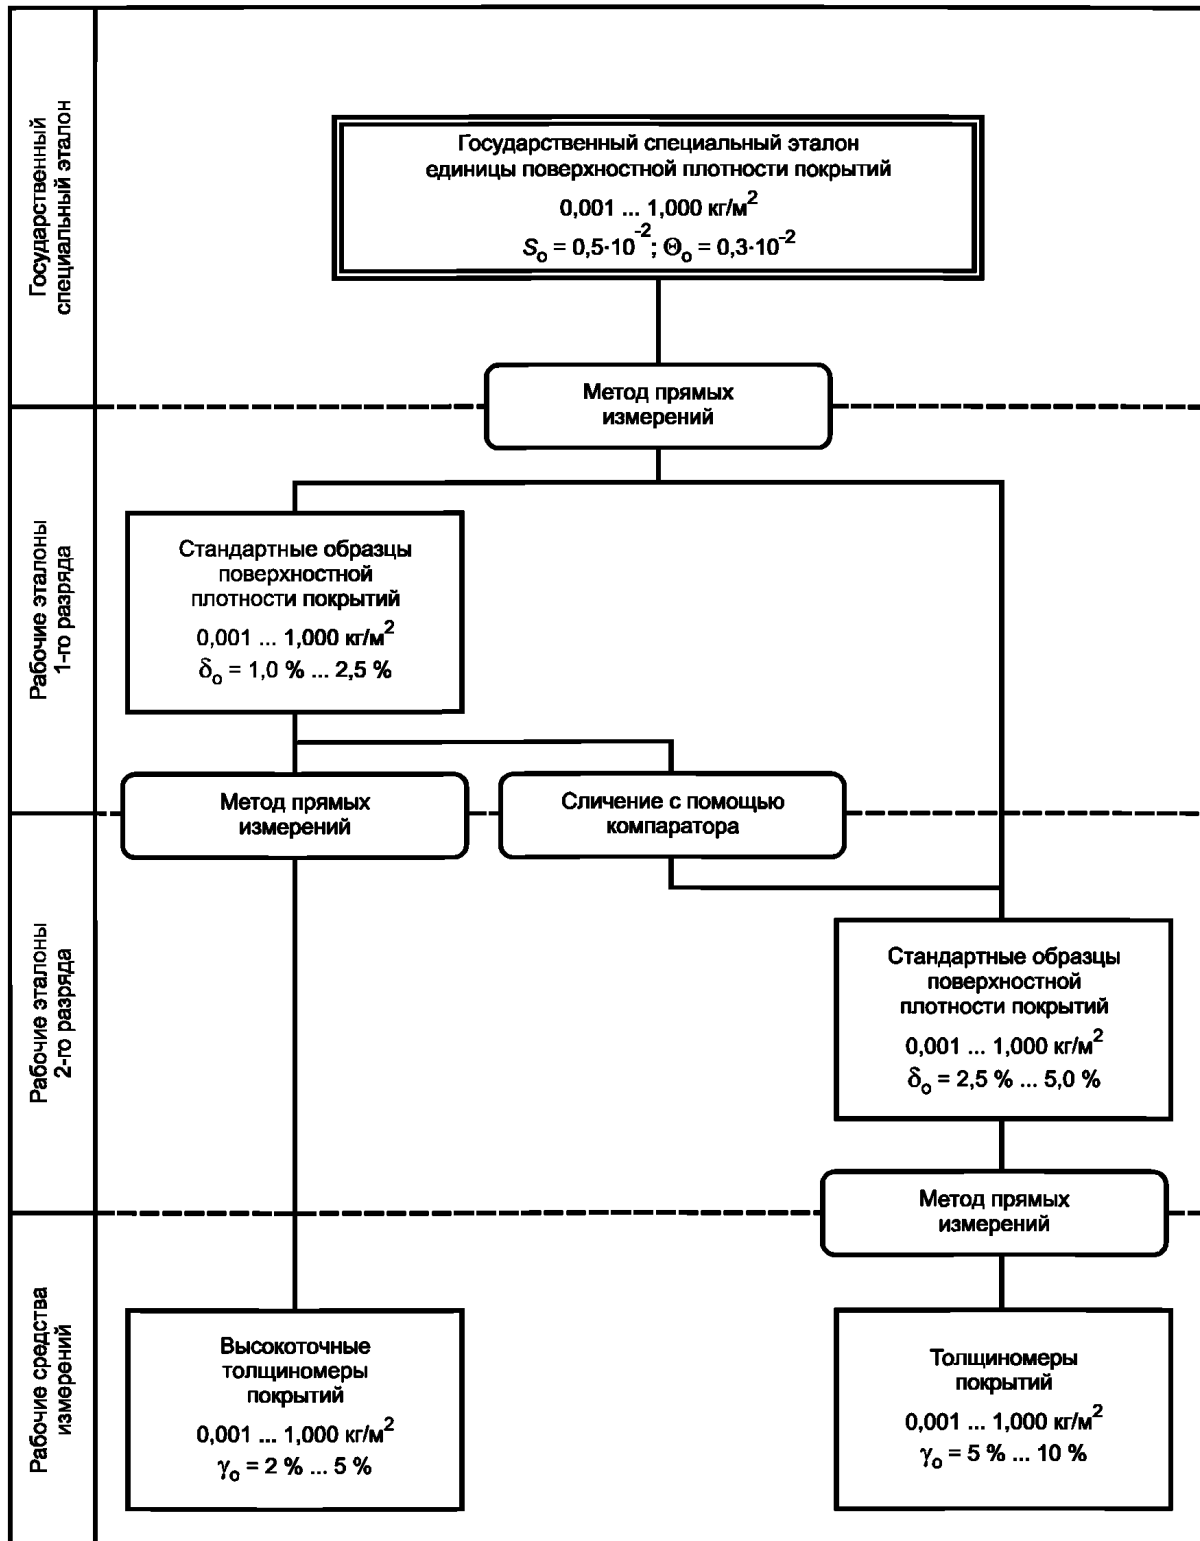 Государственный
специальный эталон
Государственный специальный эталон
единицы поверхностной плотности покрытий
0,001 ... 1,000 кг/м²
Sₒ = 0,5·10⁻²; Θₒ = 0,3·10⁻²
Метод прямых
измерений
Рабочие эталоны
1-го разряда
Стандартные образцы
поверхностной
плотности покрытий
0,001 ... 1,000 кг/м²
δₒ = 1,0 % ... 2,5 %
Метод прямых
измерений
Сличение с помощью
компаратора
Рабочие эталоны
2-го разряда
Стандартные образцы
поверхностной
плотности покрытий
0,001 ... 1,000 кг/м²
δₒ = 2,5 % ... 5,0 %
Метод прямых
измерений
Рабочие средства
измерений
Высокоточные
толщиномеры
покрытий
0,001 ... 1,000 кг/м²
γₒ = 2 % ... 5 %
Толщиномеры
покрытий
0,001 ... 1,000 кг/м²
γₒ = 5 % ... 10 %